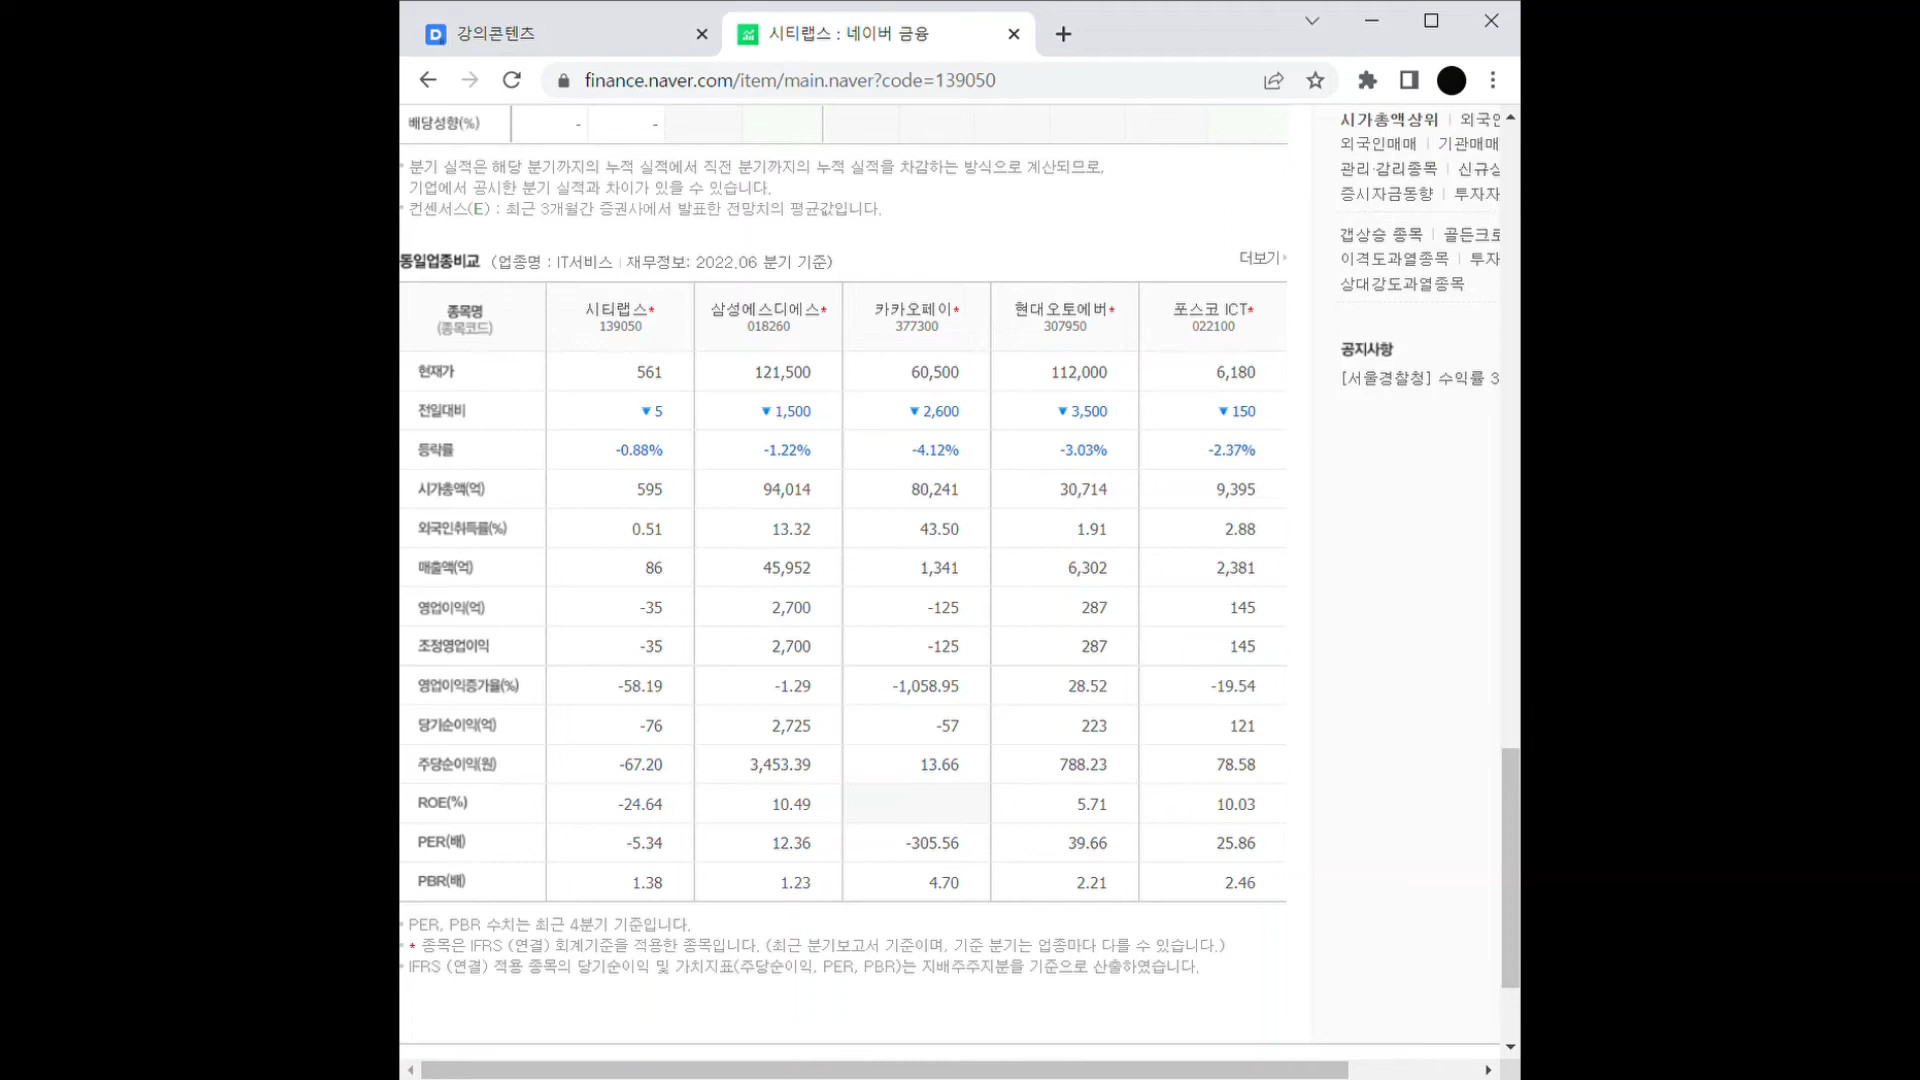 강의콘텐츠
시티랩스 : 네이버 금융
finance.naver.com/item/main.naver?code=139050
배당성향(%) - -
* 분기 실적은 해당 분기까지의 누적 실적에서 직전 분기까지의 누적 실적을 차감하는 방식으로 계산되므로,
기업에서 공시한 분기 실적과 차이가 있을 수 있습니다.
* 컨센서스(E) : 최근 3개월간 증권사에서 발표한 전망치의 평균값입니다.
동일업종비교 (업종명 : IT서비스 | 재무정보: 2022.06 분기 기준) 더보기
종목명 시티랩스* 삼성에스디에스* 카카오페이* 현대오토에버* 포스코 ICT*
(종목코드) 139050 018260 377300 307950 022100
현재가 561 121,500 60,500 112,000 6,180
전일대비 ▼5 ▼1,500 ▼2,600 ▼3,500 ▼150
등락률 -0.88% -1.22% -4.12% -3.03% -2.37%
시가총액(억) 595 94,014 80,241 30,714 9,395
외국인취득률(%) 0.51 13.32 43.50 1.91 2.88
매출액(억) 86 45,952 1,341 6,302 2,381
영업이익(억) -35 2,700 -125 287 145
조정영업이익 -35 2,700 -125 287 145
영업이익증가율(%) -58.19 -1.29 -1,058.95 28.52 -19.54
당기순이익(억) -76 2,725 -57 223 121
주당순이익(원) -67.20 3,453.39 13.66 788.23 78.58
ROE(%) -24.64 10.49 5.71 10.03
PER(배) -5.34 12.36 -305.56 39.66 25.86
PBR(배) 1.38 1.23 4.70 2.21 2.46
* PER, PBR 수치는 최근 4분기 기준입니다.
* * 종목은 IFRS (연결) 회계기준을 적용한 종목입니다. (최근 분기보고서 기준이며, 기준 분기는 업종마다 다를 수 있습니다.)
* IFRS (연결) 적용 종목의 당기순이익 및 가치지표(주당순이익, PER, PBR)는 지배주주지분을 기준으로 산출하였습니다.
시가총액상위 | 외국
외국인매매 | 기관매매
관리·감리종목 | 신규
증시자금동향 | 투자
갭상승 종목 | 골든크로
이격도과열종목 | 투자
상대강도과열종목
공지사항
[서울경찰청] 수익률 3